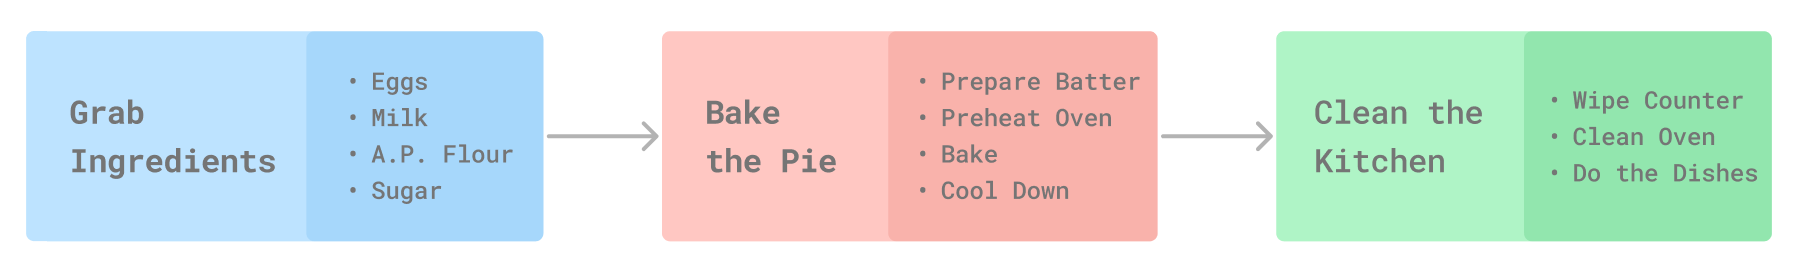 Grab
Ingredients
• Eggs
• Milk
• A.P. Flour
• Sugar
Bake
the Pie
• Prepare Batter
• Preheat Oven
• Bake
• Cool Down
Clean the
Kitchen
• Wipe Counter
• Clean Oven
• Do the Dishes